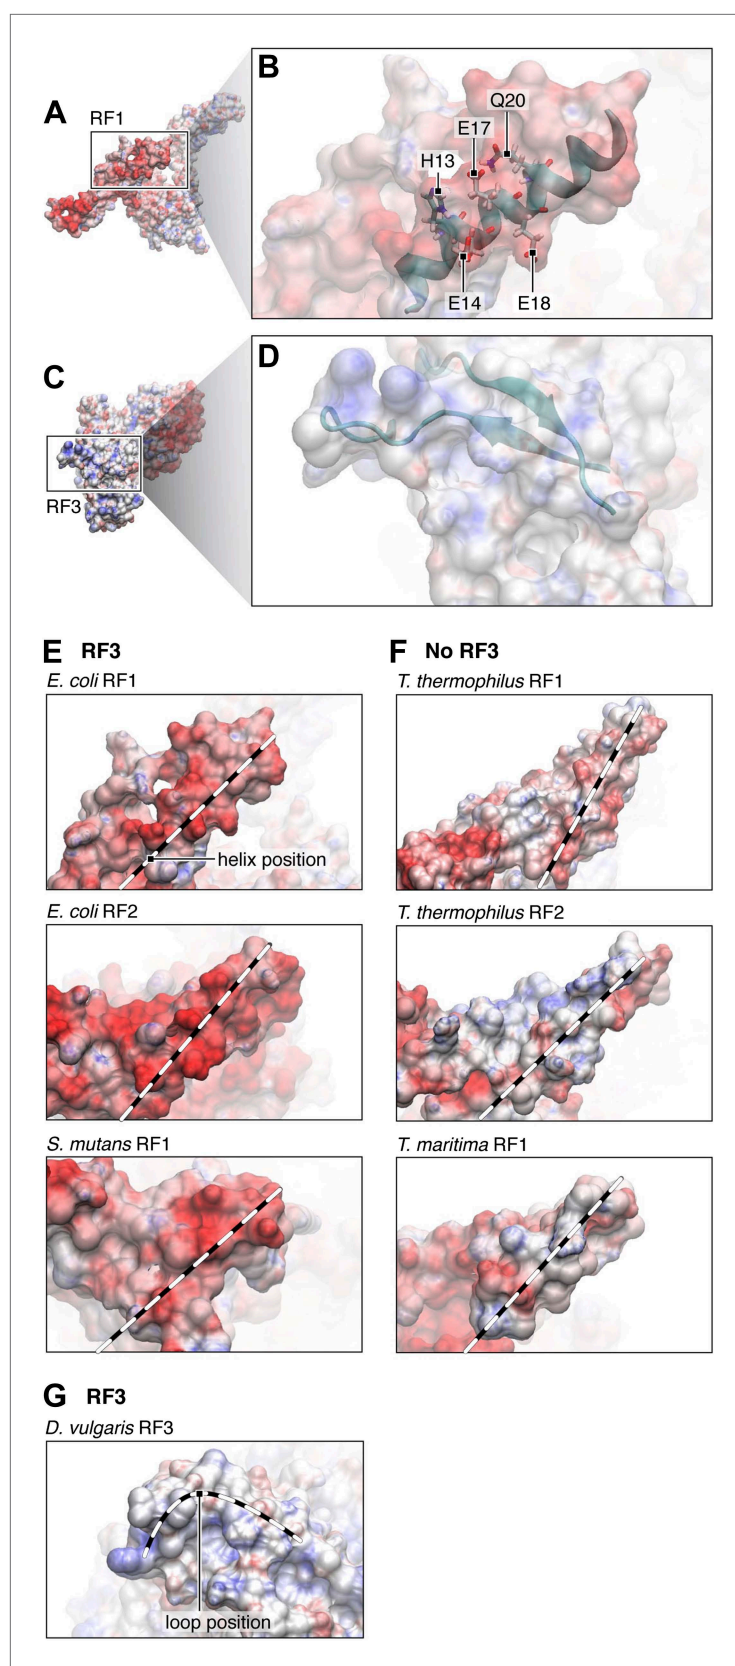 A
RF1
B
Q20
E17
H13
E14
E18
C
RF3
D
E RF3
E. coli RF1
helix position
E. coli RF2
S. mutans RF1
F No RF3
T. thermophilus RF1
T. thermophilus RF2
T. maritima RF1
G RF3
D. vulgaris RF3
loop position